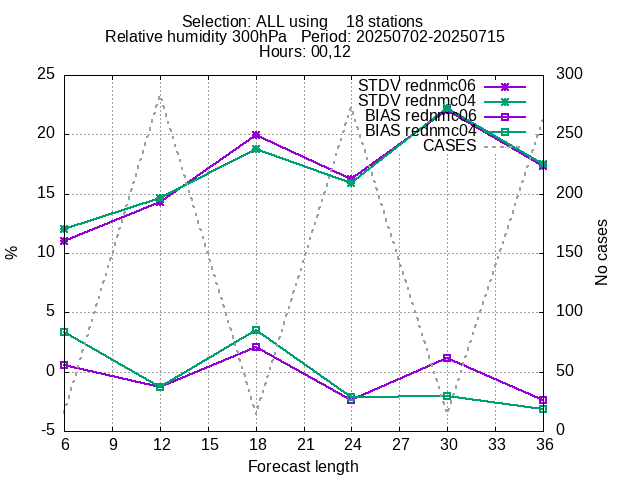 Selection: ALL using    18 stations
Relative humidity 300hPa   Period: 20250702-20250715
Hours: 00,12
STDV rednmc06
STDV rednmc04
BIAS rednmc06
BIAS rednmc04
CASES
25
20
15
10
5
0
-5
%
300
250
200
150
100
50
0
No cases
6 9 12 15 18 21 24 27 30 33 36
Forecast length